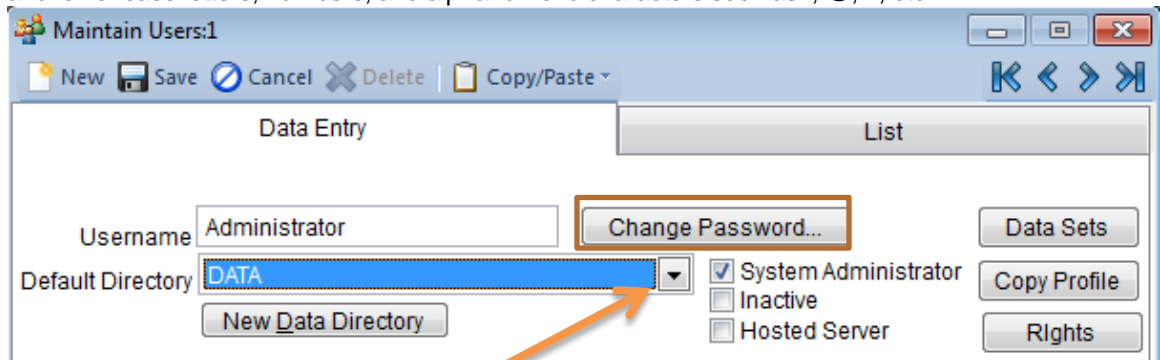 Maintain Users:1
New Save Cancel Delete Copy/Paste
Data Entry List
Username Administrator Change Password... Data Sets
Default Directory DATA System Administrator Copy Profile
Inactive
New Data Directory Hosted Server RIghts